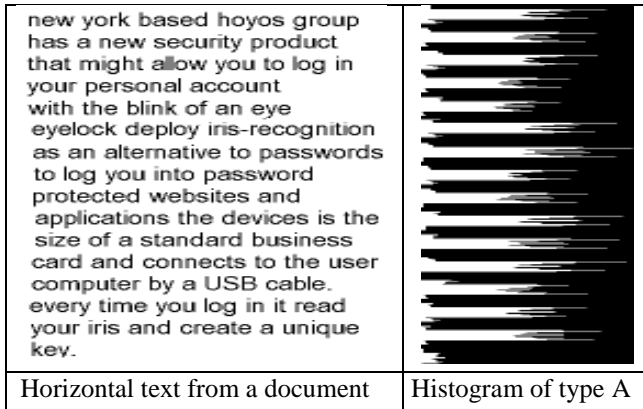 new york based hoyos group
has a new security product
that might allow you to log in
your personal account
with the blink of an eye
eyelock deploy iris-recognition
as an alternative to passwords
to log you into password
protected websites and
applications the devices is the
size of a standard business
card and connects to the user
computer by a USB cable.
every time you log in it read
your iris and create a unique
key.
Horizontal text from a document
Histogram of type A